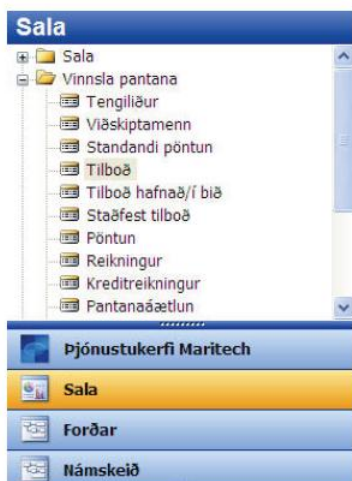 Sala
Sala
Vinnsla pantana
Tengiliður
Viðskiptamenn
Standandi pöntun
Tilboð
Tilboð hafnað/í bið
Staðfest tilboð
Pöntun
Reikningur
Kreditreikningur
Pantanaáætlun
Þjónustukerfi Maritech
Sala
Forðar
Námskeið